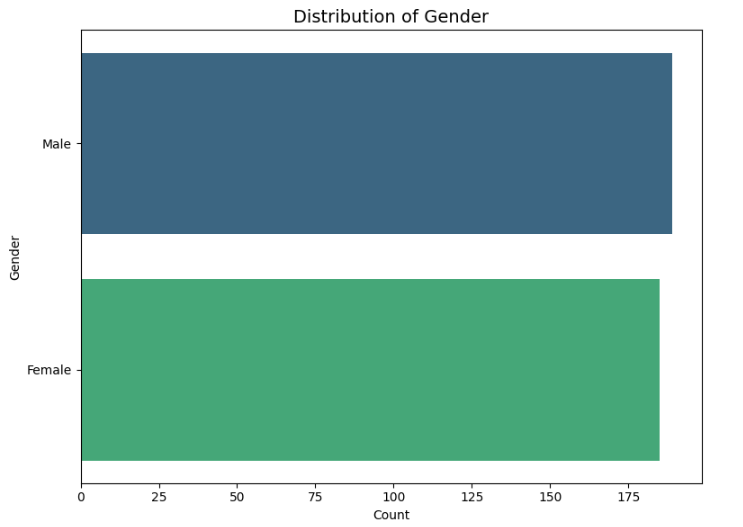 Distribution of Gender
Male
Female
Gender
0 25 50 75 100 125 150 175
Count